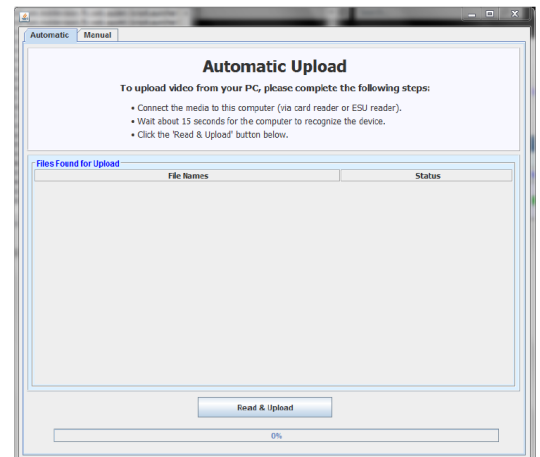 Automatic Manual
Automatic Upload
To upload video from your PC, please complete the following steps:
• Connect the media to this computer (via card reader or ESU reader).
• Wait about 15 seconds for the computer to recognize the device.
• Click the 'Read & Upload' button below.
Files Found for Upload
File Names Status
Read & Upload
0%